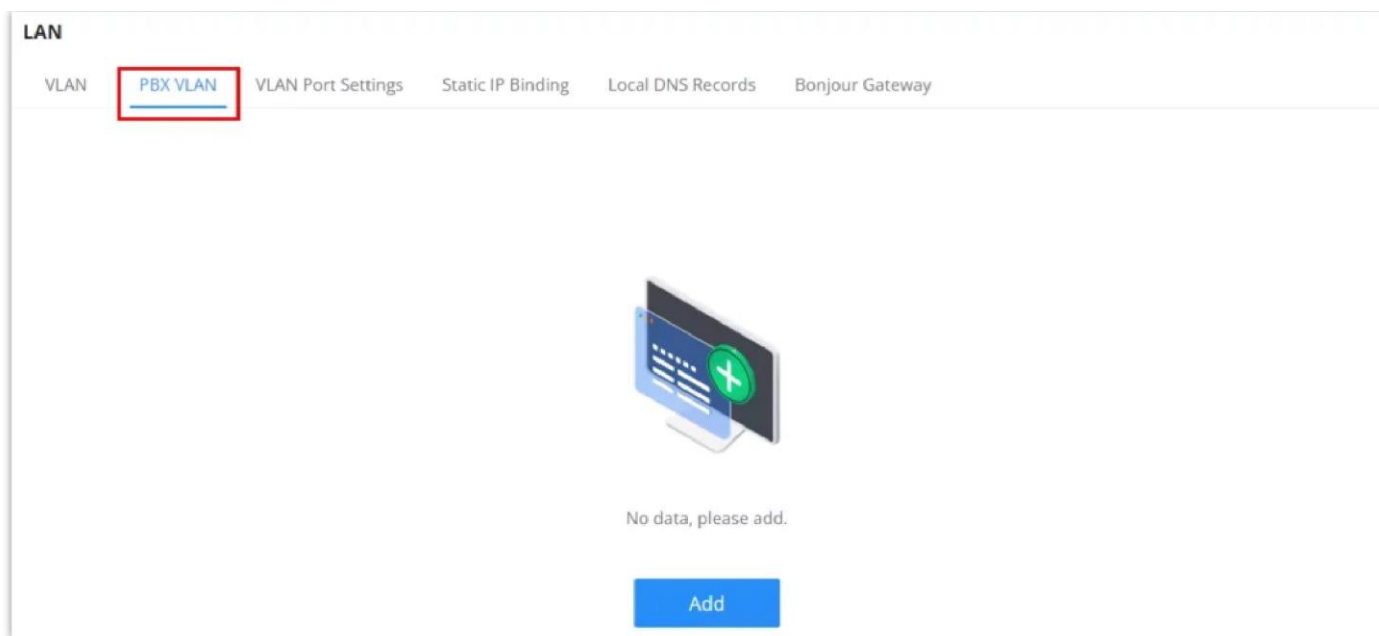 LAN
VLAN PBX VLAN VLAN Port Settings Static IP Binding Local DNS Records Bonjour Gateway
No data, please add.
Add